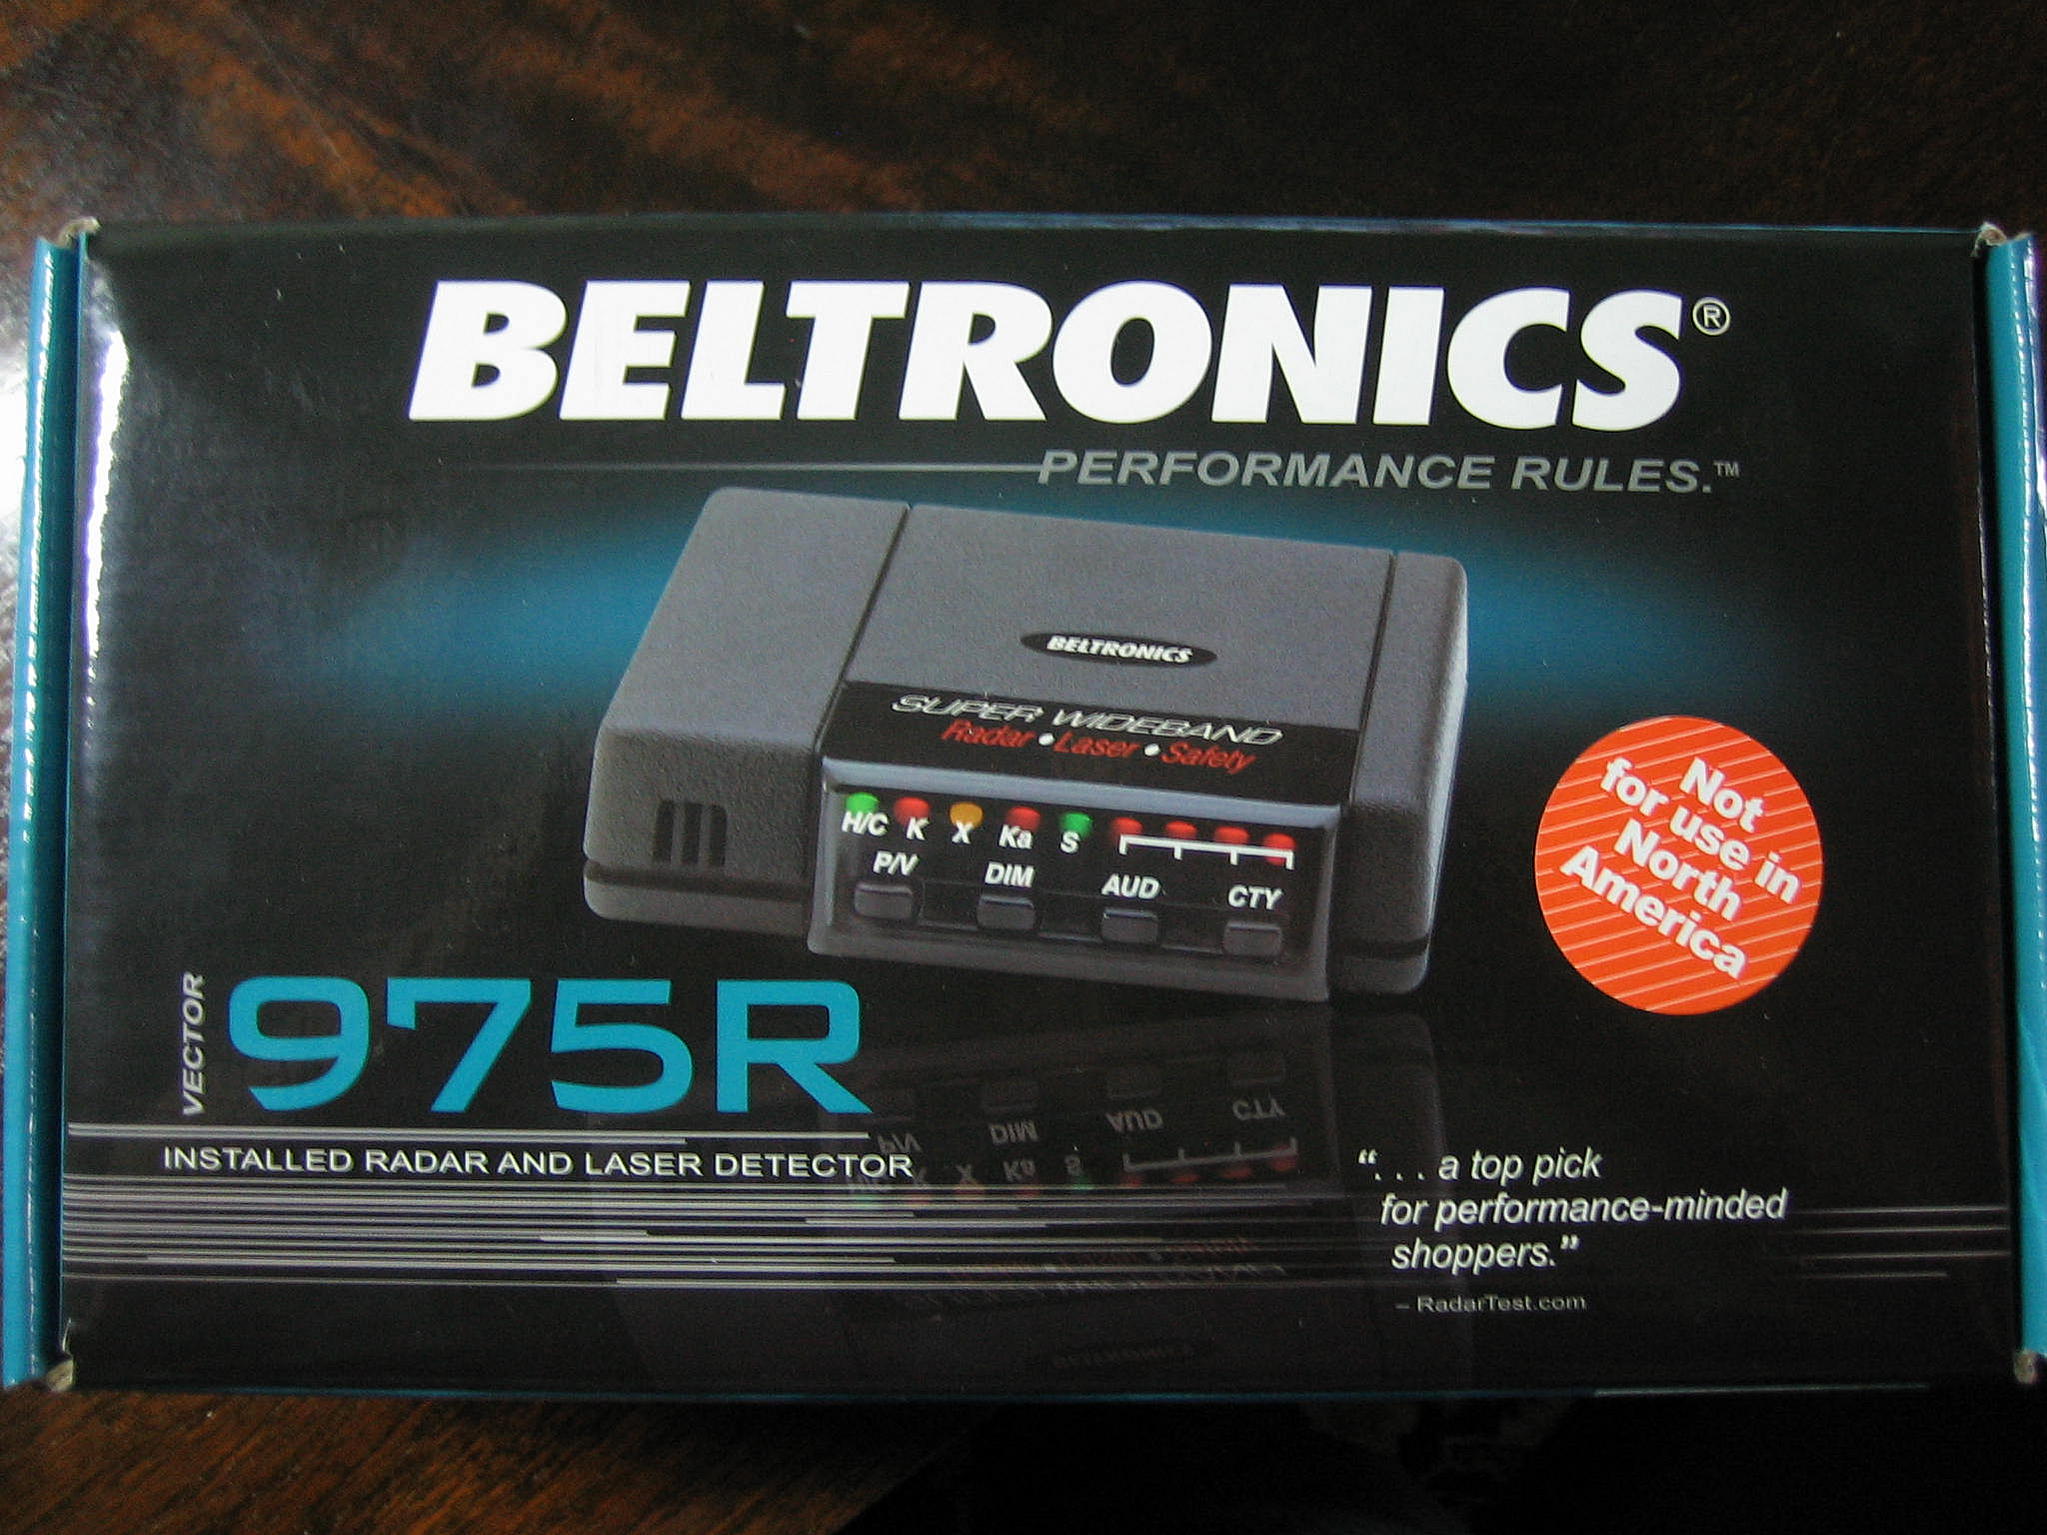 BELTRONICS®
PERFORMANCE RULES.™
BELTRONICS
SUPER WIDEBAND
Radar • Laser • Safety
H/C K X Ka S
P/V DIM AUD CTY
Not
for use in
North
America
VECTOR
975R
INSTALLED RADAR AND LASER DETECTOR
“. . . a top pick
for performance-minded
shoppers.”
– RadarTest.com